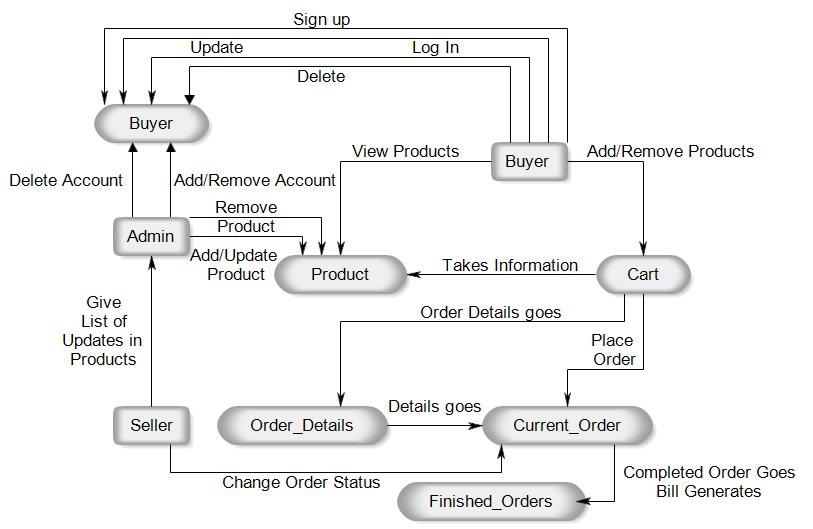 Sign up
Update
Log In
Delete
Buyer
View Products
Buyer
Add/Remove Products
Delete Account
Add/Remove Account
Remove
Product
Admin
Add/Update
Product
Product
Takes Information
Cart
Give
List of
Updates in
Products
Order Details goes
Place
Order
Seller
Order_Details
Details goes
Current_Order
Change Order Status
Completed Order Goes
Bill Generates
Finished_Orders